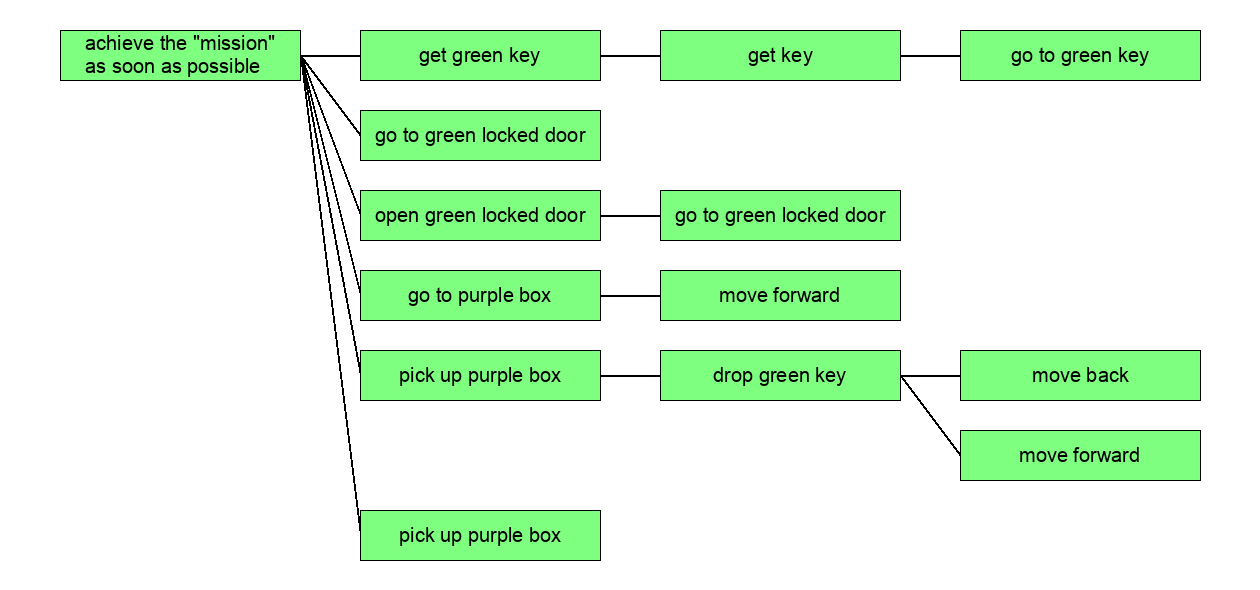 achieve the "mission"
as soon as possible
get green key
get key
go to green key
go to green locked door
open green locked door
go to green locked door
go to purple box
move forward
pick up purple box
drop green key
move back
move forward
pick up purple box